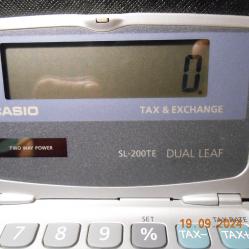 0.
CASIO TAX & EXCHANGE
TWO WAY POWER SL-200TE DUAL LEAF
19.09.202
SET TAX RATE
7 8 9 % TAX- TAX+